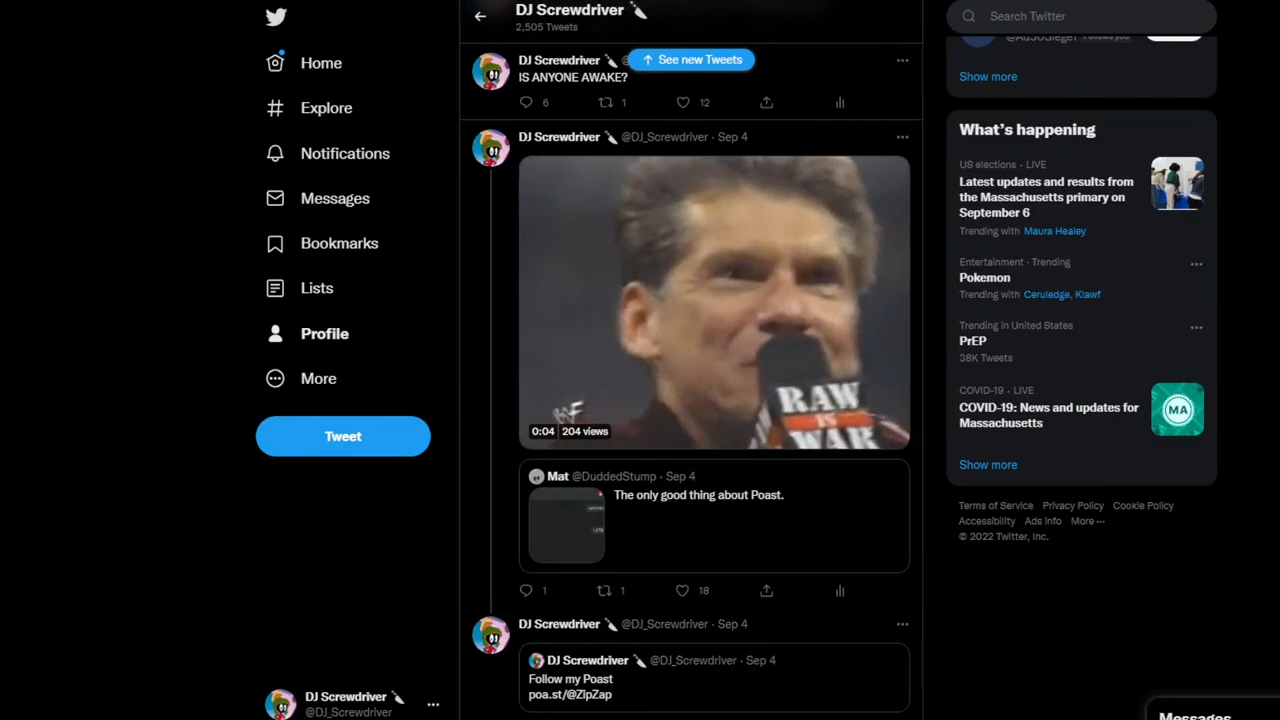 Home
Explore
Notifications
Messages
Bookmarks
Lists
Profile
More
Tweet
DJ Screwdriver
@DJ_Screwdriver
DJ Screwdriver
2,505 Tweets
See new Tweets
DJ Screwdriver
IS ANYONE AWAKE?
6 1 12
DJ Screwdriver @DJ_Screwdriver · Sep 4
RAW
IS
WAR
0:04 204 views
Mat @DuddedStump · Sep 4
The only good thing about Poast.
1 1 18
DJ Screwdriver @DJ_Screwdriver · Sep 4
DJ Screwdriver @DJ_Screwdriver · Sep 4
Follow my Poast
poa.st/@ZipZap
Search Twitter
Show more
What's happening
US elections · LIVE
Latest updates and results from
the Massachusetts primary on
September 6
Trending with Maura Healey
Entertainment · Trending
Pokemon
Trending with Ceruledge, Klawf
Trending in United States
PrEP
38K Tweets
COVID-19 · LIVE
COVID-19: News and updates for
Massachusetts
MA
Show more
Terms of Service Privacy Policy Cookie Policy
Accessibility Ads info More
© 2022 Twitter, Inc.
Messages